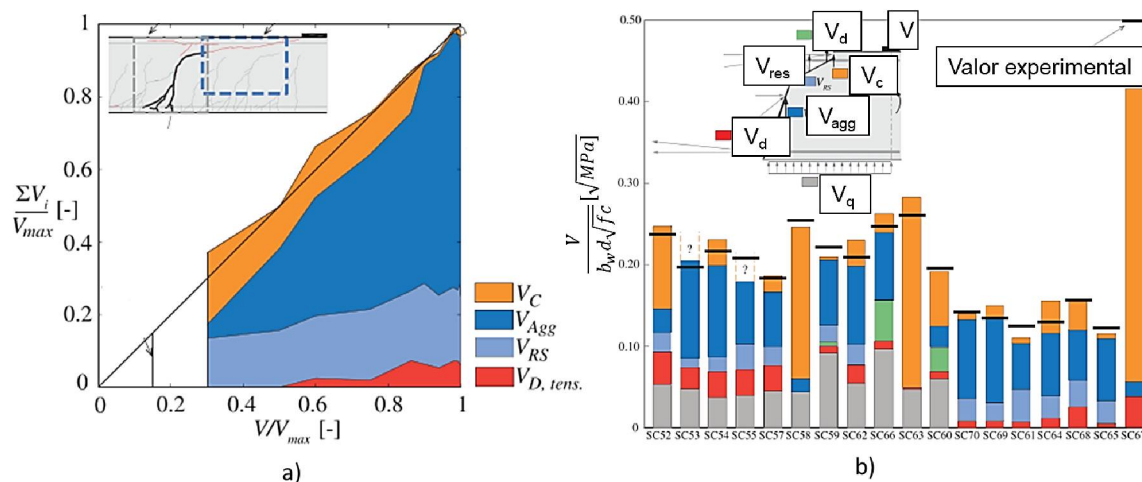 1
0.8
0.6
0.4
0.2
0
ΣV_i
V_max [-]
0 0.2 0.4 0.6 0.8 1
V/V_max [-]
V_C
V_Agg
V_RS
V_D, tens.
a)
0.50
0.40
0.30
0.20
0.10
0
V
b_w d√fc [√MPa]
V_d
V
V_res
V_RS
V_c
V_agg
V_d
V_q
Valor experimental
? ?
SC52 SC53 SC54 SC55 SC57 SC58 SC59 SC62 SC66 SC63 SC60 SC70 SC69 SC61 SC64 SC68 SC65
b)